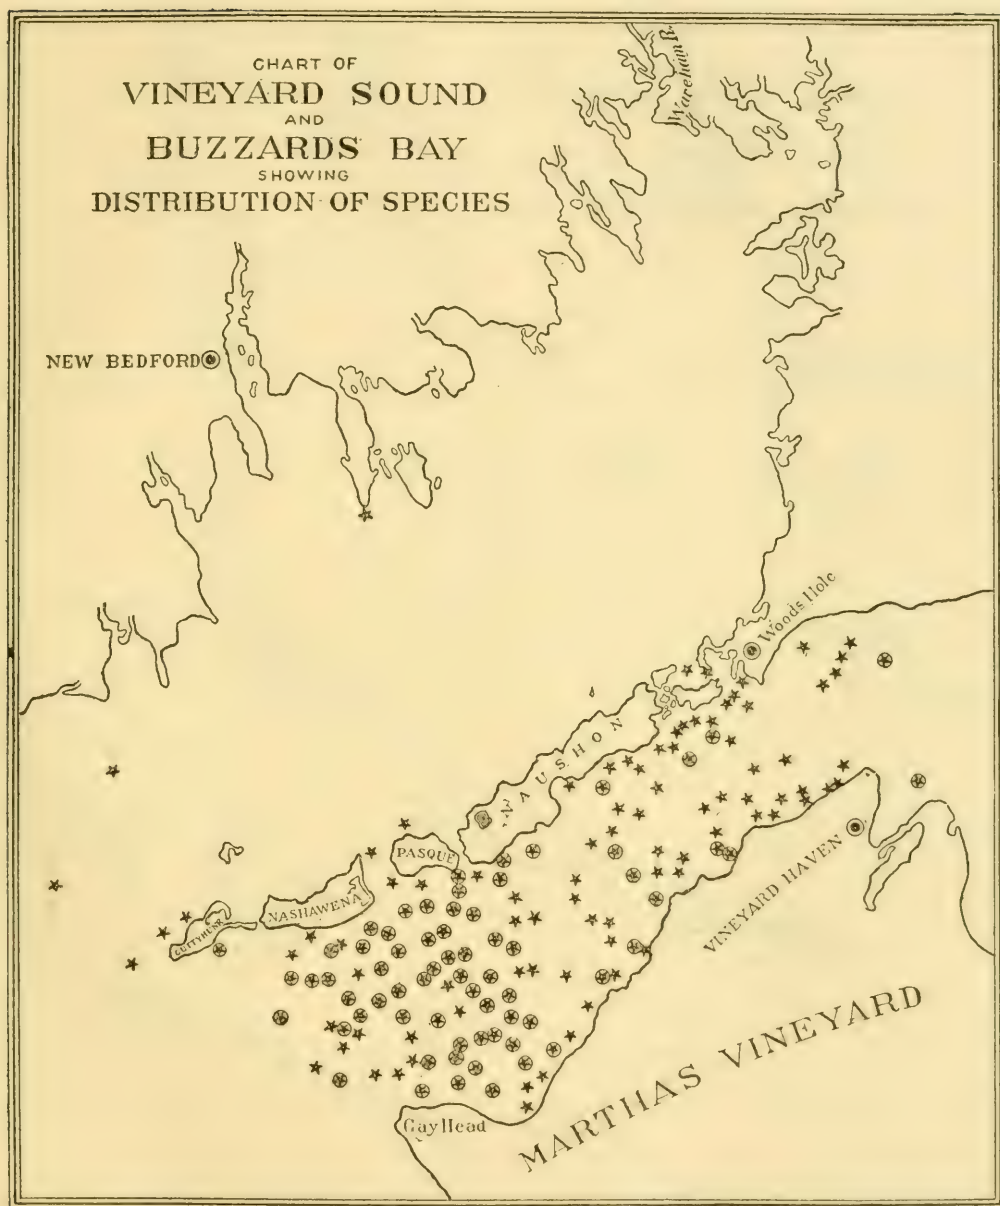 CHART OF
VINEYARD SOUND
AND
BUZZARDS BAY
SHOWING
DISTRIBUTION OF SPECIES
Wareham R.
NEW BEDFORD
Woods Hole
NAUSHON
PASQUE
NASHAWENA
CUTTYHUNK
VINEYARD HAVEN
MARTHAS VINEYARD
Gay Head